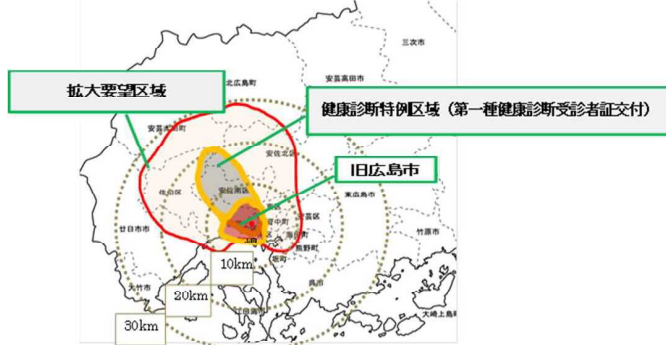 三次市
北広島町
安芸高田市
拡大要望区域
健康診断特例区域（第一種健康診断受診者証交付）
安芸太田町
安佐北区
旧広島市
安佐南区
佐伯区
東広島市
安芸区
府中町
廿日市市
海田町
熊野町
竹原市
坂町
10km
呉市
大竹市
20km
江田島市
大崎上島町
30km